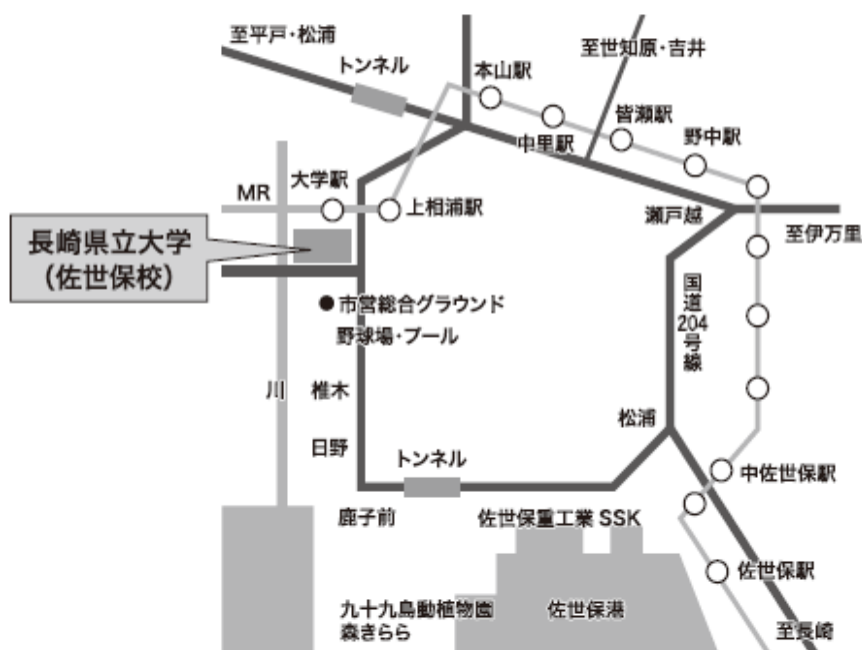 至平戸・松浦
トンネル
本山駅
至世知原・吉井
中里駅
皆瀬駅
野中駅
MR
大学駅
上相浦駅
瀬戸越
至伊万里
長崎県立大学
(佐世保校)
市営総合グラウンド
野球場・プール
国道204号線
川
椎木
日野
松浦
トンネル
中佐世保駅
鹿子前
佐世保重工業 SSK
佐世保駅
九十九島動植物園
森きらら
佐世保港
至長崎